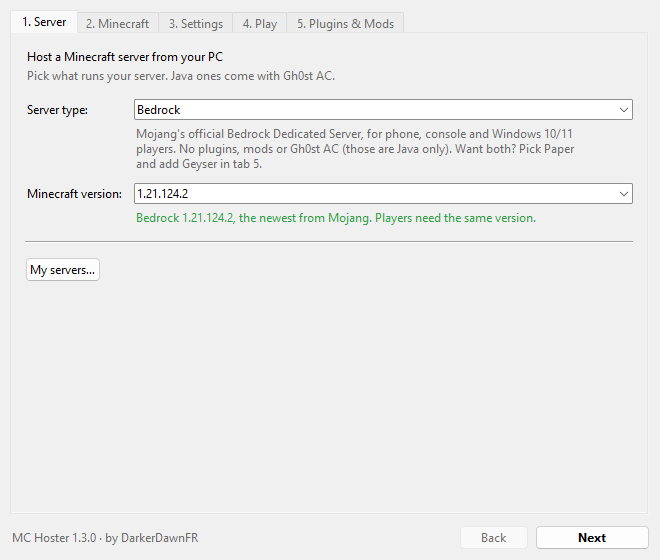 1. Server
2. Minecraft
3. Settings
4. Play
5. Plugins & Mods
Host a Minecraft server from your PC
Pick what runs your server. Java ones come with Gh0st AC.
Server type:
Bedrock
Mojang's official Bedrock Dedicated Server, for phone, console and Windows 10/11
players. No plugins, mods or Gh0st AC (those are Java only). Want both? Pick Paper
and add Geyser in tab 5.
Minecraft version:
1.21.124.2
Bedrock 1.21.124.2, the newest from Mojang. Players need the same version.
My servers...
MC Hoster 1.3.0 · by DarkerDawnFR
Back
Next